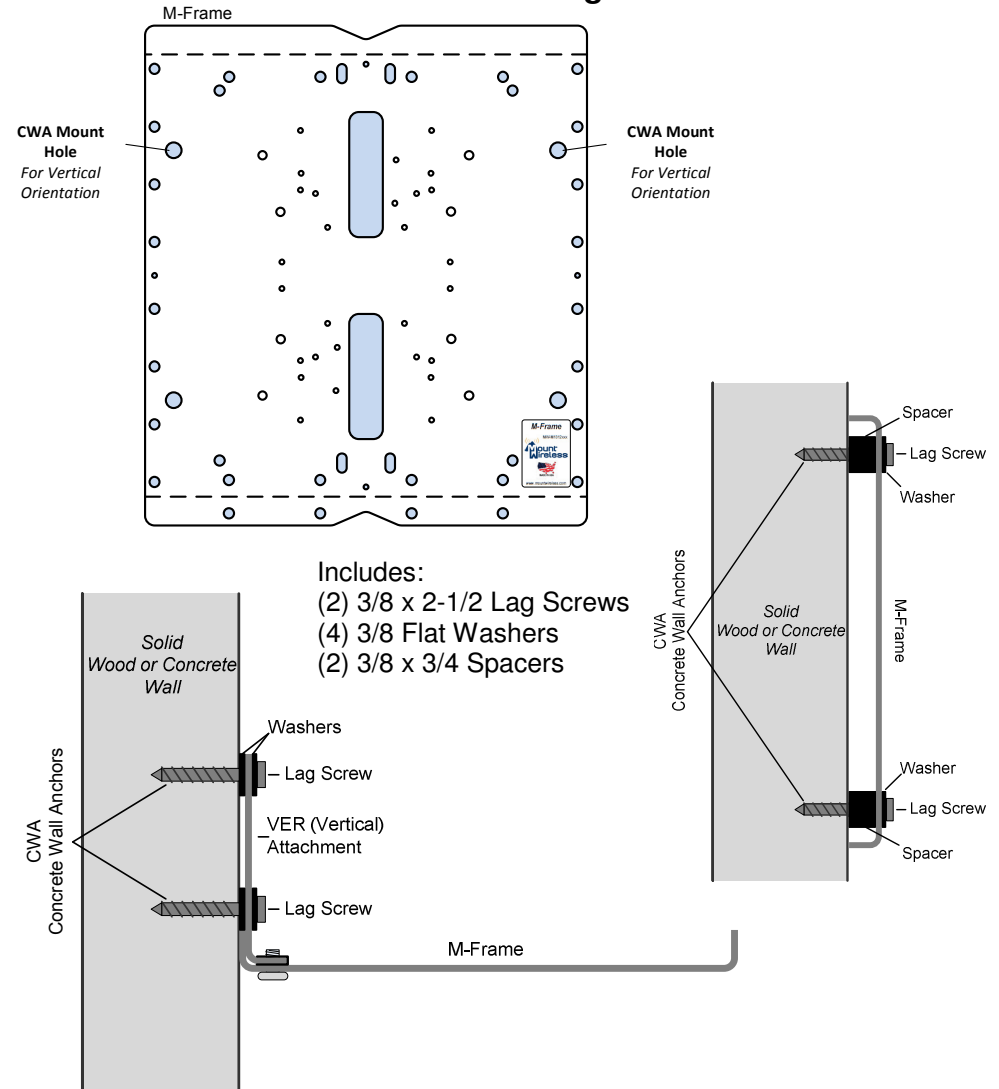 M-Frame
CWA Mount
Hole
For Vertical
Orientation
CWA Mount
Hole
For Vertical
Orientation
M-Frame
Mount
Wireless
www.mountwireless.com
Includes:
(2) 3/8 x 2-1/2 Lag Screws
(4) 3/8 Flat Washers
(2) 3/8 x 3/4 Spacers
Spacer
Lag Screw
Washer
CWA
Concrete Wall Anchors
Solid
Wood or Concrete
Wall
M-Frame
Washer
Lag Screw
Spacer
Solid
Wood or Concrete
Wall
Washers
Lag Screw
CWA
Concrete Wall Anchors
VER (Vertical)
Attachment
Lag Screw
M-Frame